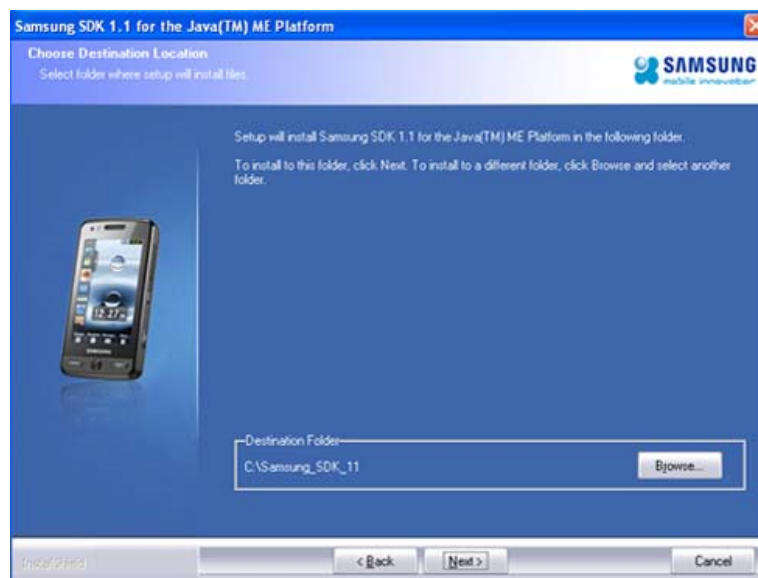 Samsung SDK 1.1 for the Java(TM) ME Platform
Choose Destination Location
Select folder where setup will install files.
SAMSUNG
mobile innovator
Setup will install Samsung SDK 1.1 for the Java(TM) ME Platform in the following folder.
To install to this folder, click Next. To install to a different folder, click Browse and select another
folder.
12:27
SAMSUNG
Destination Folder
C:\Samsung_SDK_11
Browse...
InstallShield
< Back
Next >
Cancel